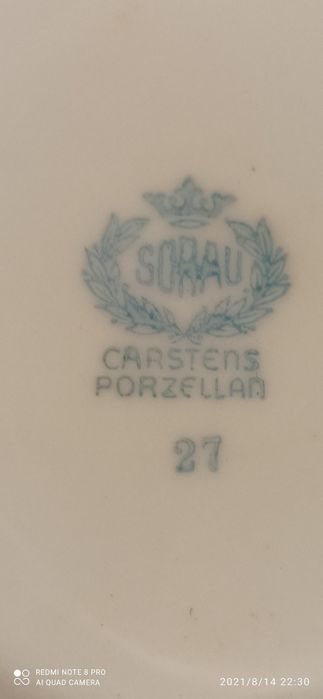 SORAU
CARSTENS
PORZELLAN
27
REDMI NOTE 8 PRO
AI QUAD CAMERA
2021/8/14 22:30